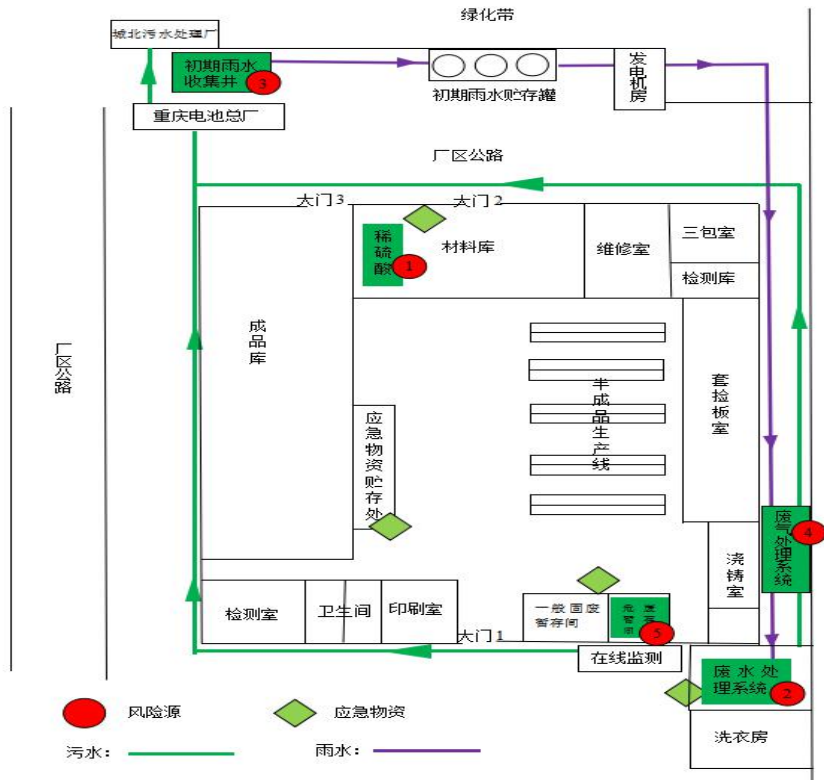 绿化带
城北污水处理厂
初期雨水
收集井
3
初期雨水贮存罐
发电机房
重庆电池总厂
厂区公路
大门3
大门2
稀硫酸
1
材料库
维修室
三包室
检测库
成品库
厂区公路
半成品生产线
套捡板室
应急物资贮存处
废气处理系统
4
浇铸室
检测室
卫生间
印刷室
一般固废
暂存间
5
大门1
在线监测
废水处
理系统
2
洗衣房
风险源
应急物资
污水：
雨水：